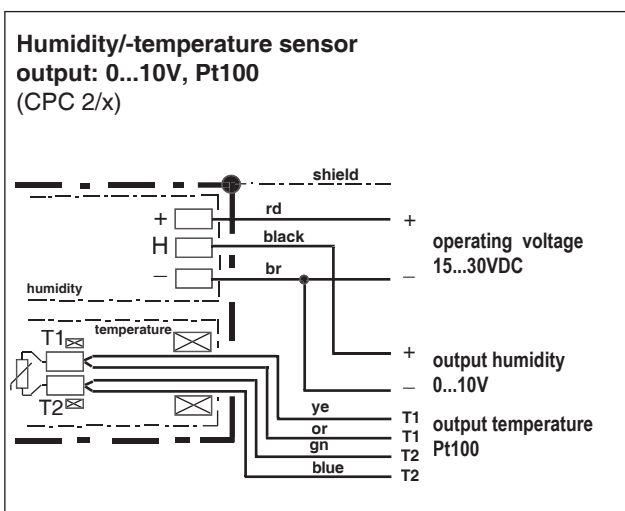 Humidity/-temperature sensor
output: 0...10V, Pt100
(CPC 2/x)
shield
+ rd +
H black
operating voltage
15...30VDC
– br –
humidity
temperature
T1
T2
+
output humidity
–
0...10V
ye T1
or T1
output temperature
Pt100
gn T2
blue T2